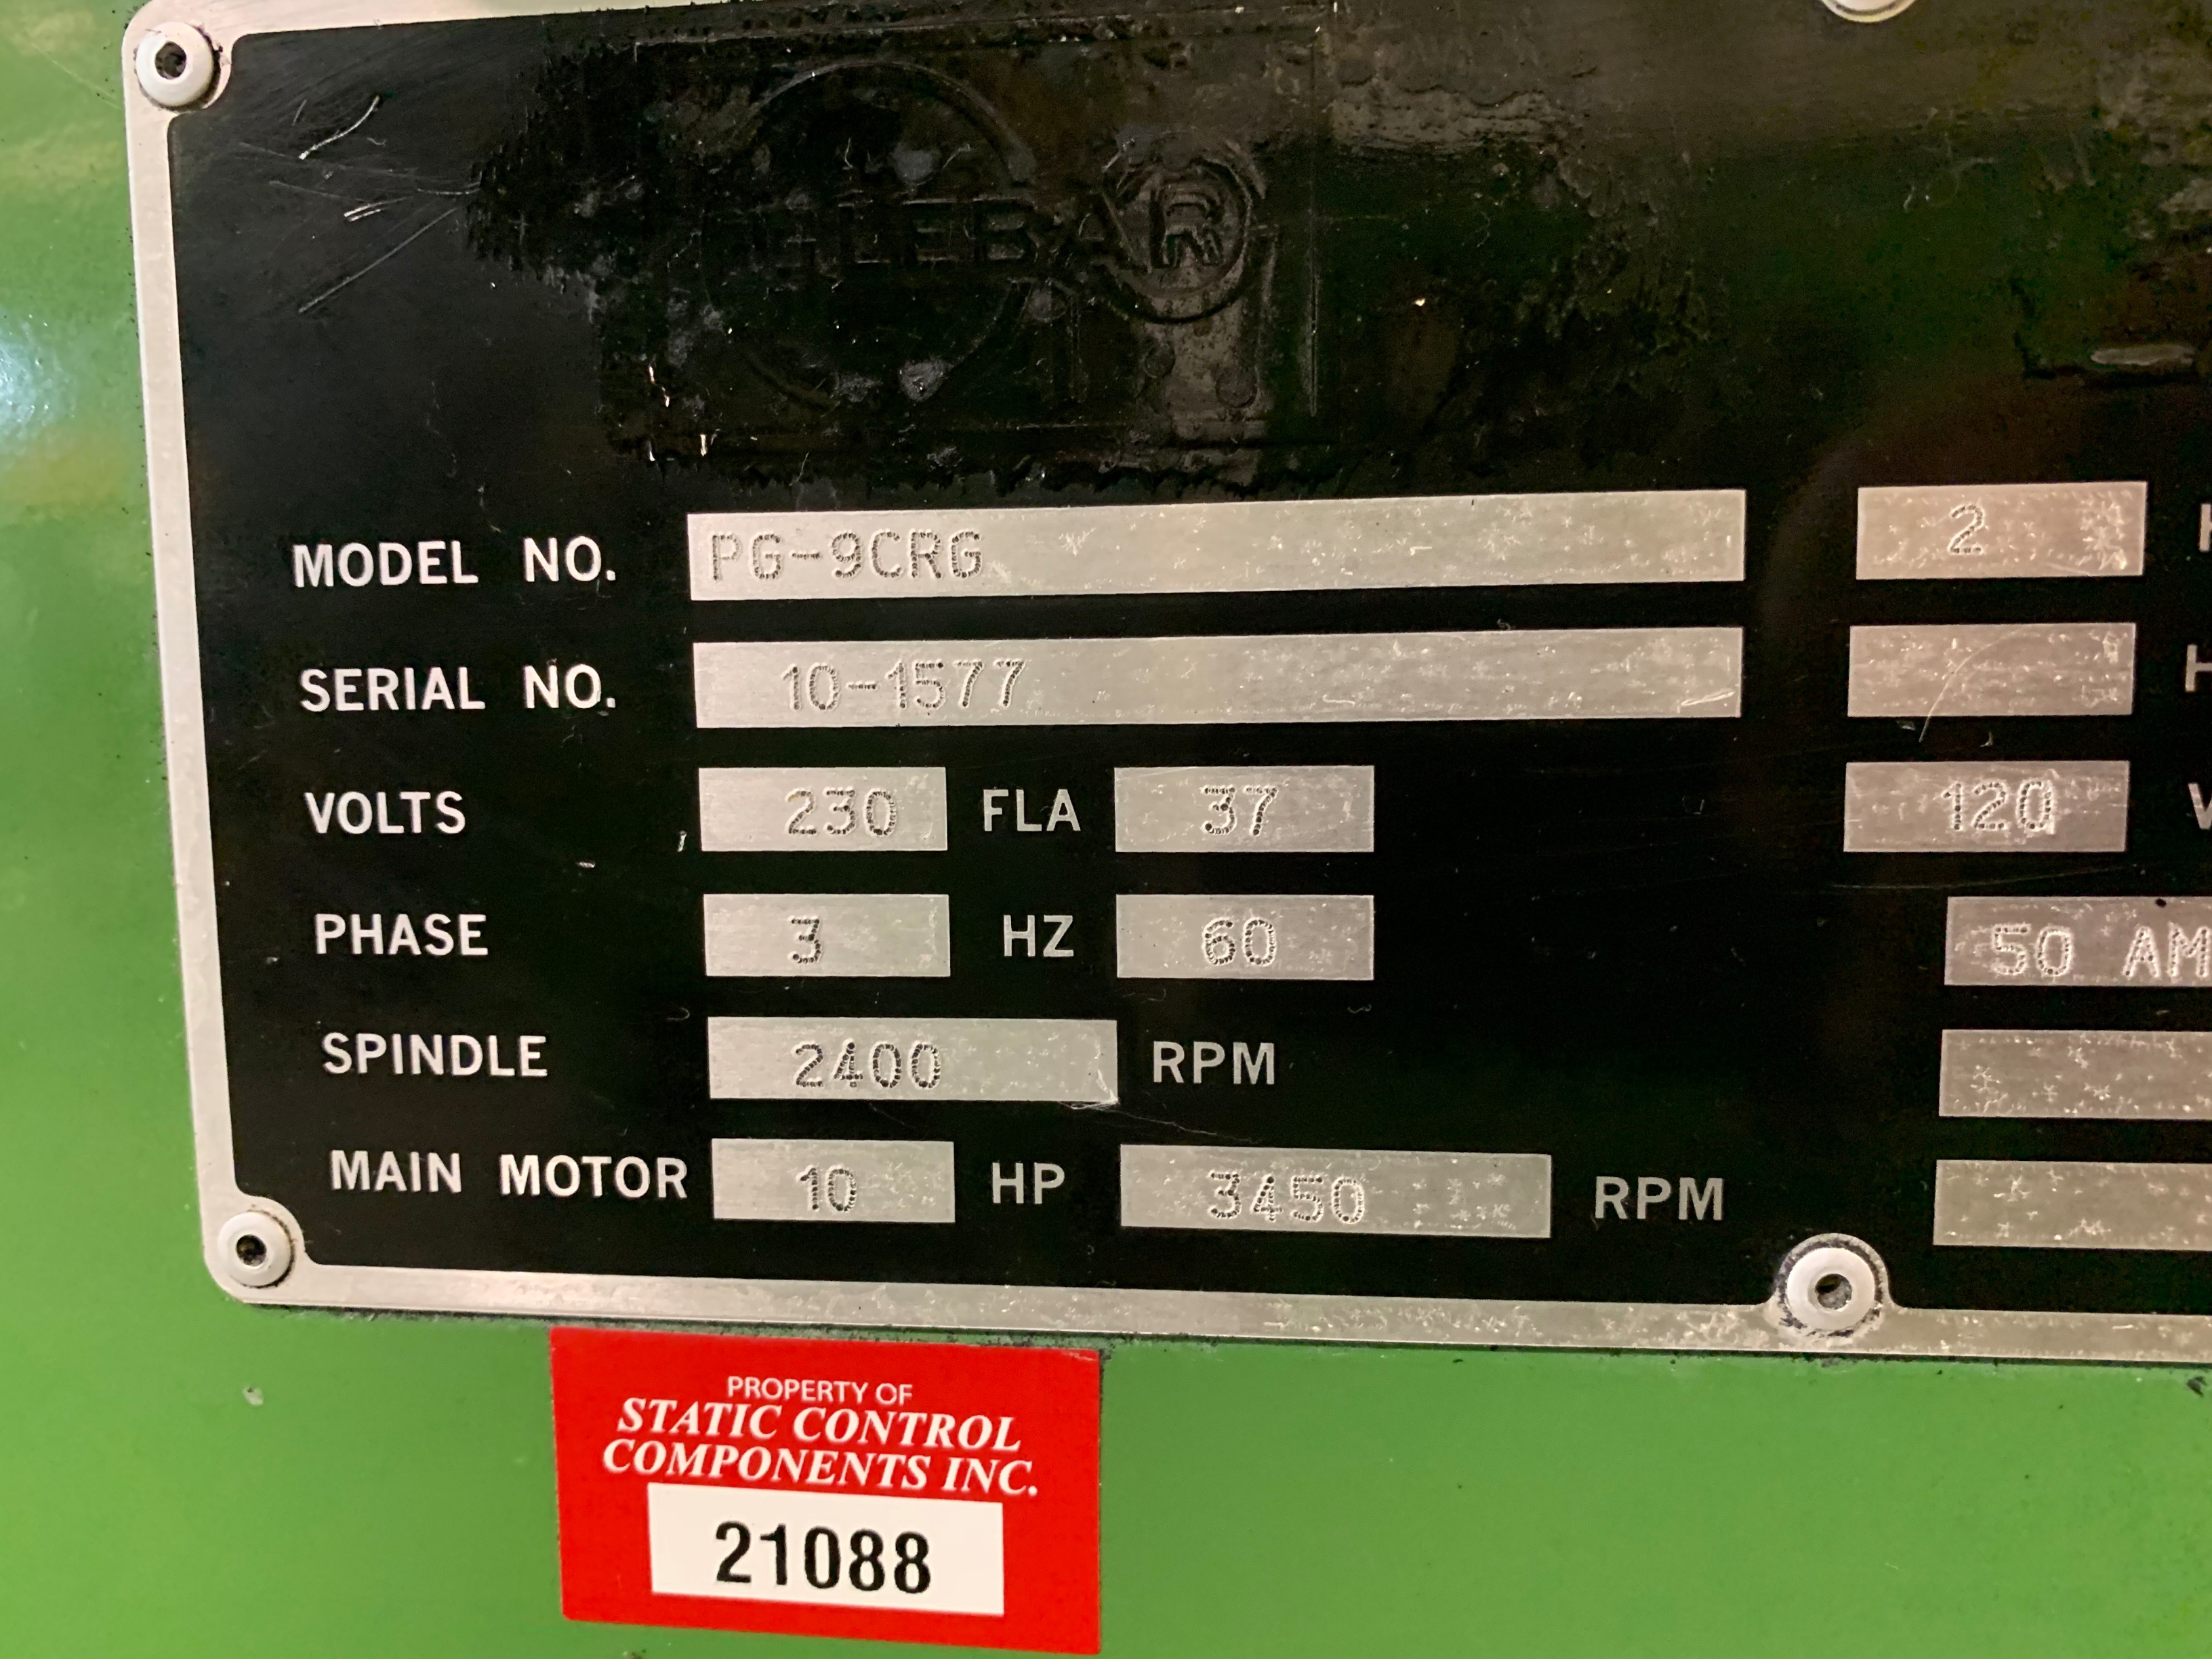 GLEBAR
MODEL NO. PG-9CRG 2
SERIAL NO. 10-1577 H
VOLTS 230 FLA 37 120 V
PHASE 3 HZ 60 50 AM
SPINDLE 2400 RPM
MAIN MOTOR 10 HP 3450 RPM
PROPERTY OF
STATIC CONTROL
COMPONENTS INC.
21088